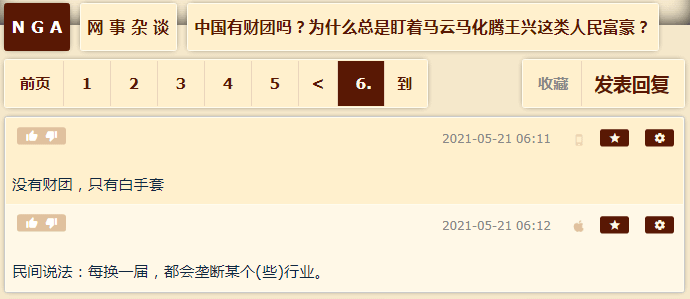 NGA 网事杂谈 中国有财团吗？为什么总是盯着马云马化腾王兴这类人民富豪？
前页 1 2 3 4 5 < 6. 到 收藏 发表回复
2021-05-21 06:11
没有财团，只有白手套
2021-05-21 06:12
民间说法：每换一届，都会垄断某个(些)行业。